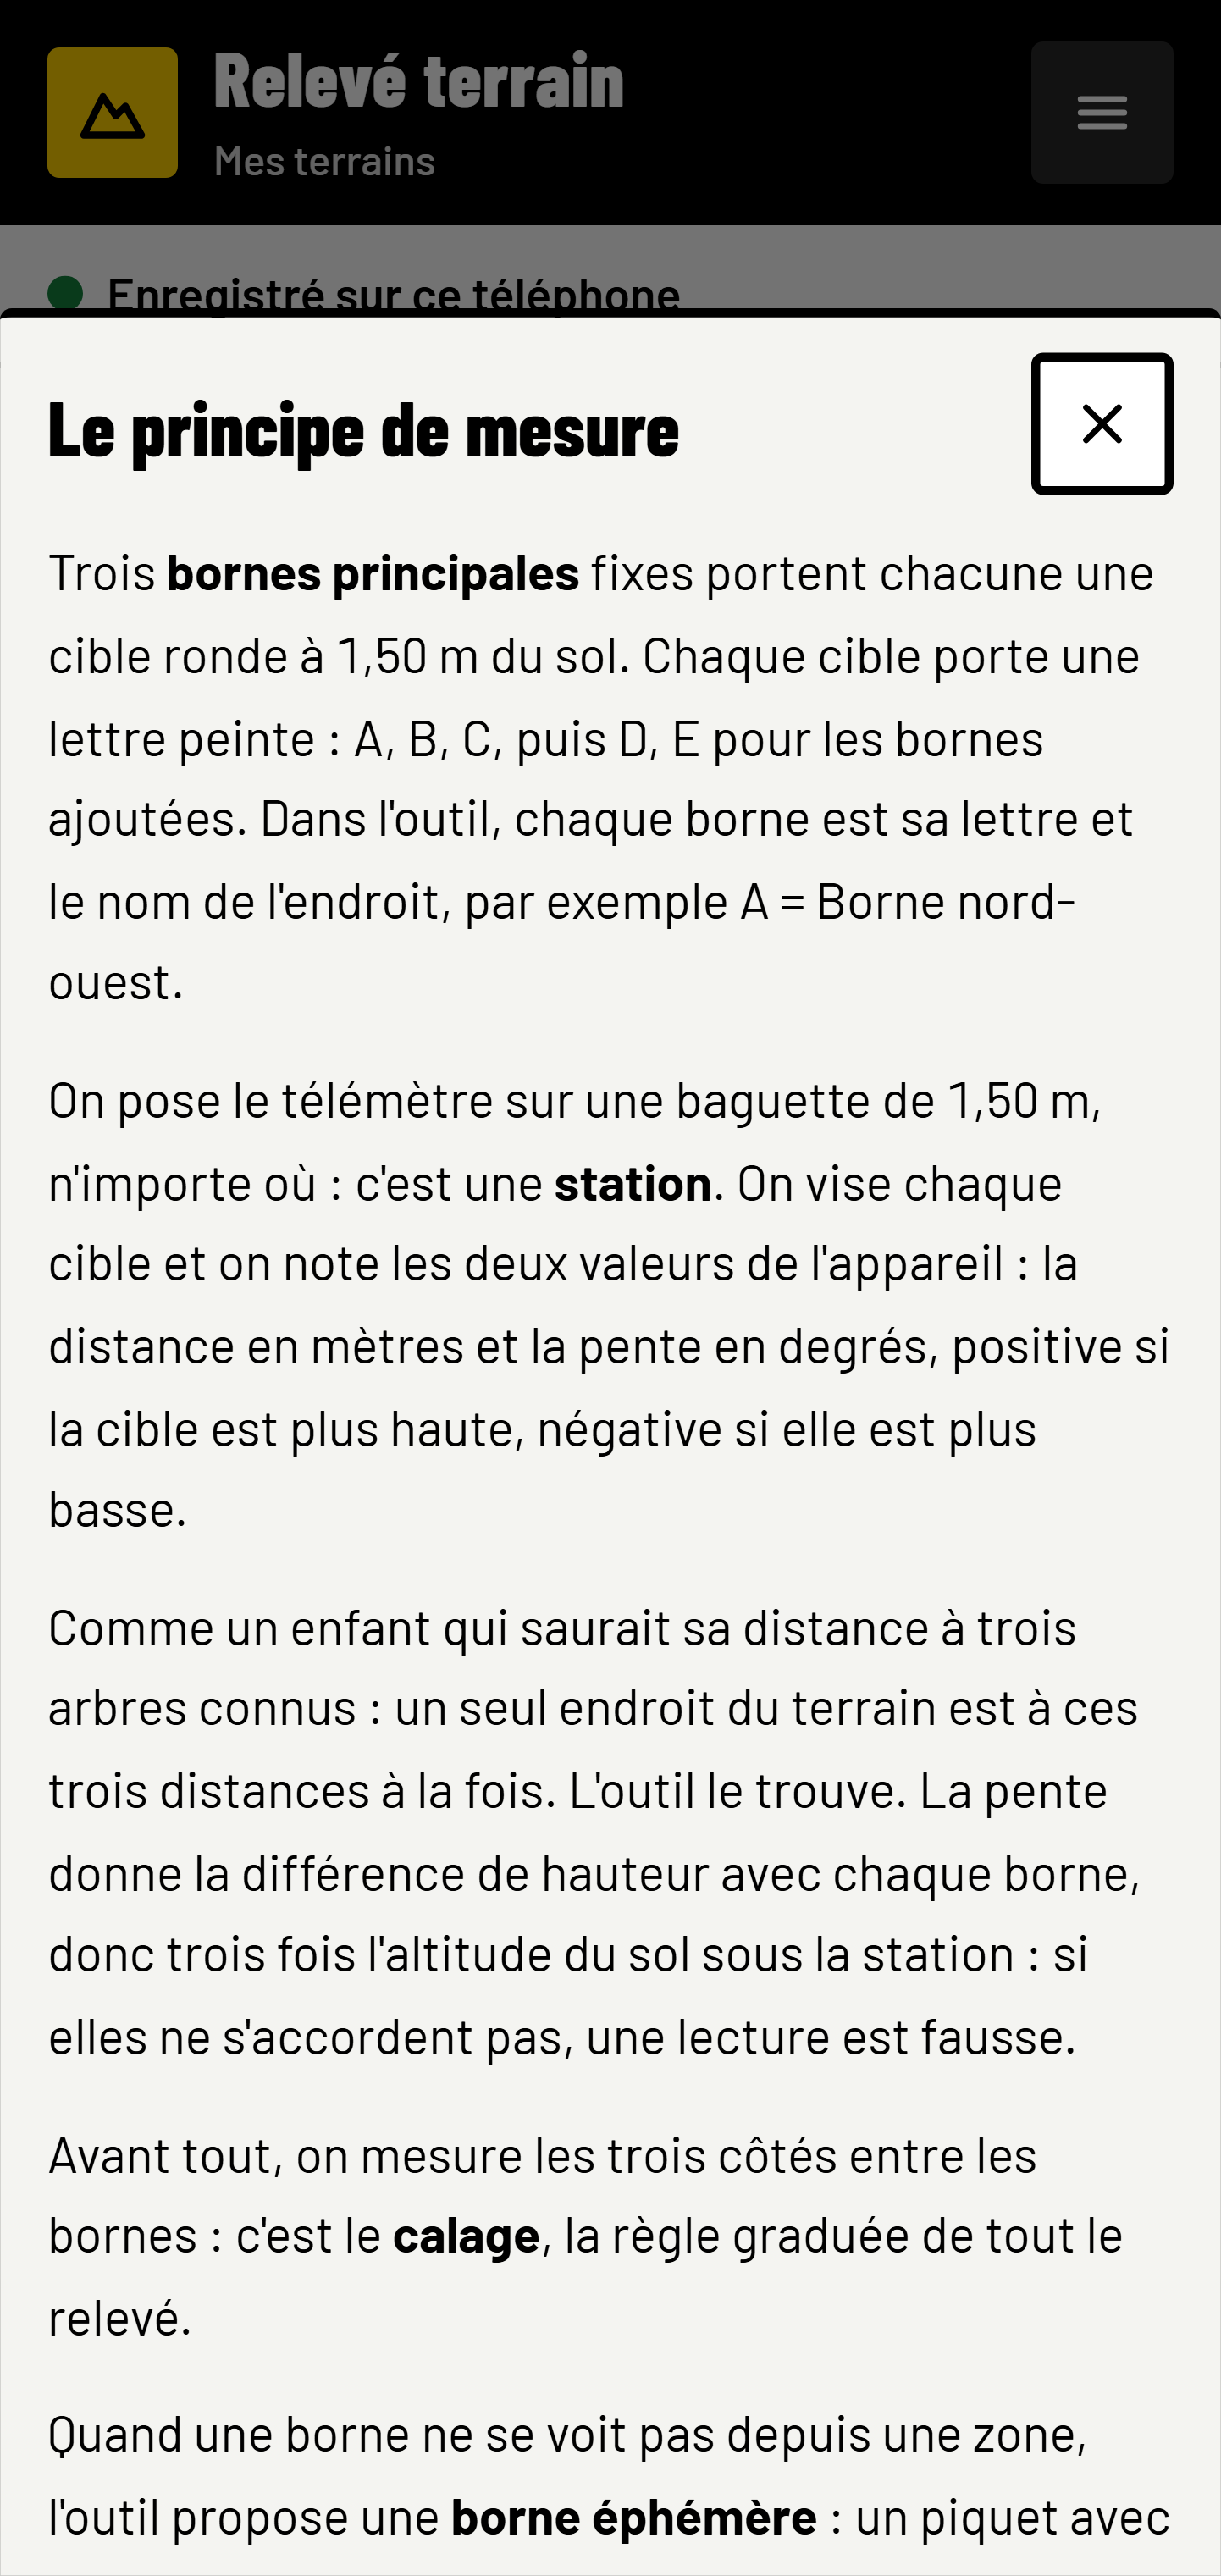 Relevé terrain
Mes terrains
Enregistré sur ce téléphone
Le principe de mesure
Trois bornes principales fixes portent chacune une
cible ronde à 1,50 m du sol. Chaque cible porte une
lettre peinte : A, B, C, puis D, E pour les bornes
ajoutées. Dans l'outil, chaque borne est sa lettre et
le nom de l'endroit, par exemple A = Borne nord-
ouest.
On pose le télémètre sur une baguette de 1,50 m,
n'importe où : c'est une station. On vise chaque
cible et on note les deux valeurs de l'appareil : la
distance en mètres et la pente en degrés, positive si
la cible est plus haute, négative si elle est plus
basse.
Comme un enfant qui saurait sa distance à trois
arbres connus : un seul endroit du terrain est à ces
trois distances à la fois. L'outil le trouve. La pente
donne la différence de hauteur avec chaque borne,
donc trois fois l'altitude du sol sous la station : si
elles ne s'accordent pas, une lecture est fausse.
Avant tout, on mesure les trois côtés entre les
bornes : c'est le calage, la règle graduée de tout le
relevé.
Quand une borne ne se voit pas depuis une zone,
l'outil propose une borne éphémère : un piquet avec